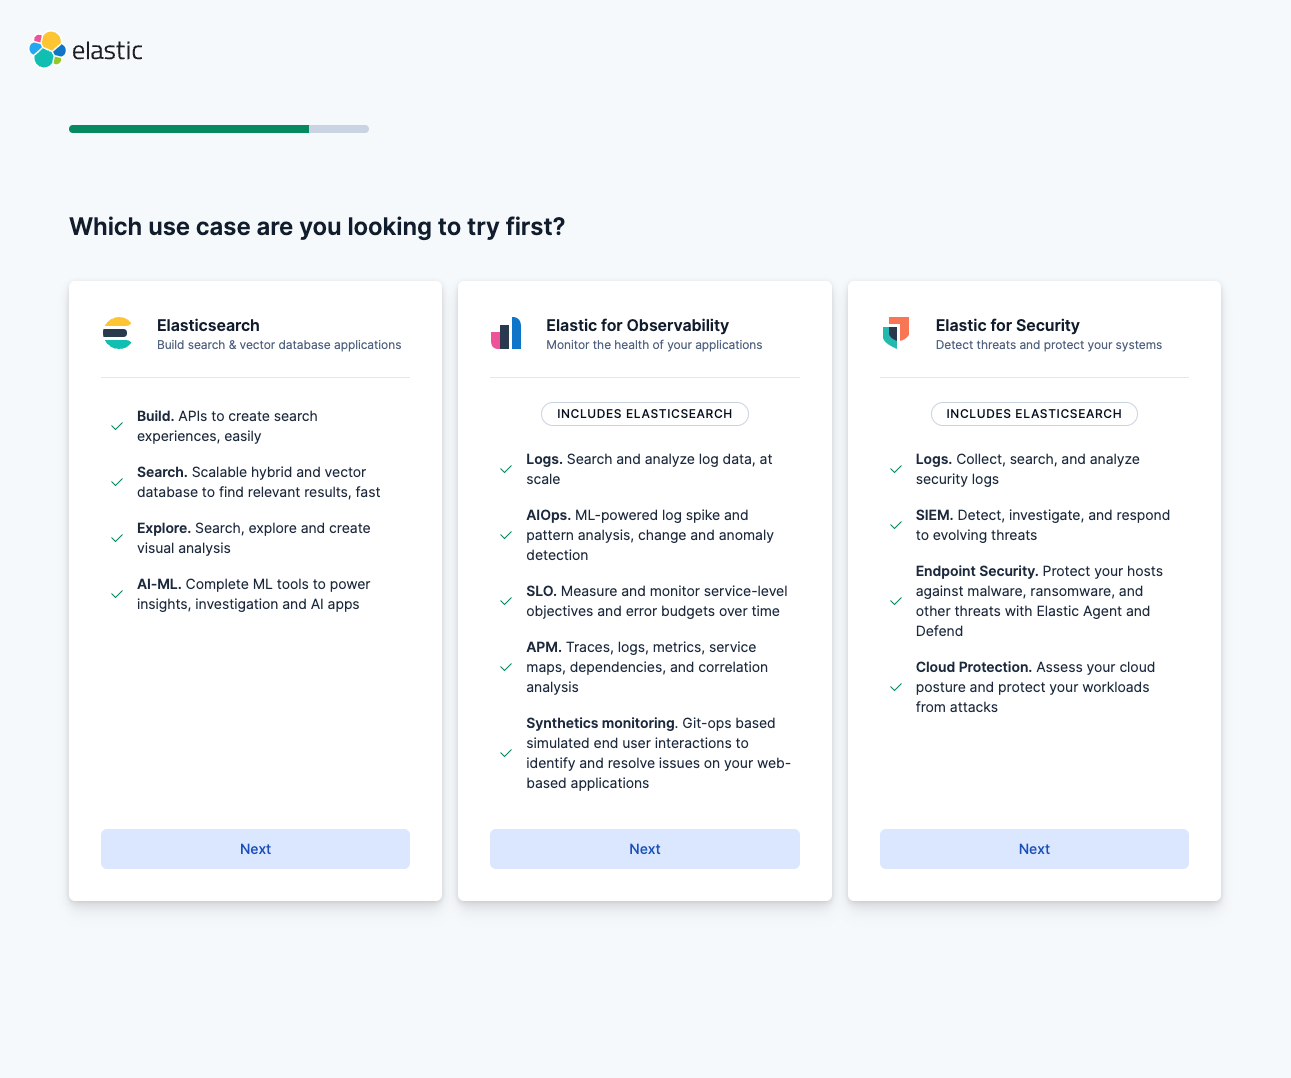 elastic
Which use case are you looking to try first?
Elasticsearch
Build search & vector database applications
Build. APIs to create search
experiences, easily
Search. Scalable hybrid and vector
database to find relevant results, fast
Explore. Search, explore and create
visual analysis
AI-ML. Complete ML tools to power
insights, investigation and AI apps
Next
Elastic for Observability
Monitor the health of your applications
INCLUDES ELASTICSEARCH
Logs. Search and analyze log data, at
scale
AIOps. ML-powered log spike and
pattern analysis, change and anomaly
detection
SLO. Measure and monitor service-level
objectives and error budgets over time
APM. Traces, logs, metrics, service
maps, dependencies, and correlation
analysis
Synthetics monitoring. Git-ops based
simulated end user interactions to
identify and resolve issues on your web-
based applications
Next
Elastic for Security
Detect threats and protect your systems
INCLUDES ELASTICSEARCH
Logs. Collect, search, and analyze
security logs
SIEM. Detect, investigate, and respond
to evolving threats
Endpoint Security. Protect your hosts
against malware, ransomware, and
other threats with Elastic Agent and
Defend
Cloud Protection. Assess your cloud
posture and protect your workloads
from attacks
Next